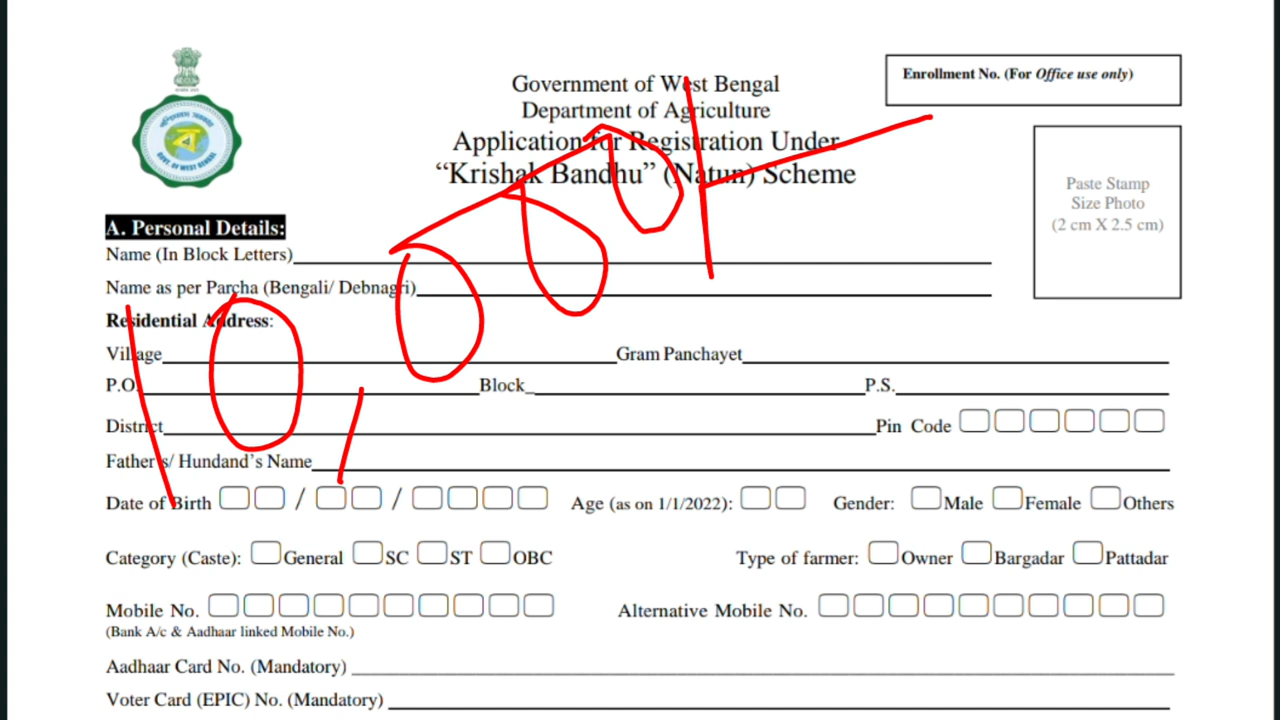 Government of West Bengal
Department of Agriculture
Application for Registration Under
“Krishak Bandhu” (Natun) Scheme
Enrollment No. (For Office use only)
Paste Stamp
Size Photo
(2 cm X 2.5 cm)
A. Personal Details:
Name (In Block Letters)
Name as per Parcha (Bengali/ Debnagri)
Residential Address:
Village Gram Panchayet
P.O. Block P.S.
District Pin Code
Father's/ Hundand’s Name
Date of Birth / / Age (as on 1/1/2022): Gender: Male Female Others
Category (Caste): General SC ST OBC Type of farmer: Owner Bargadar Pattadar
Mobile No. Alternative Mobile No.
(Bank A/c & Aadhaar linked Mobile No.)
Aadhaar Card No. (Mandatory)
Voter Card (EPIC) No. (Mandatory)
10,000/-